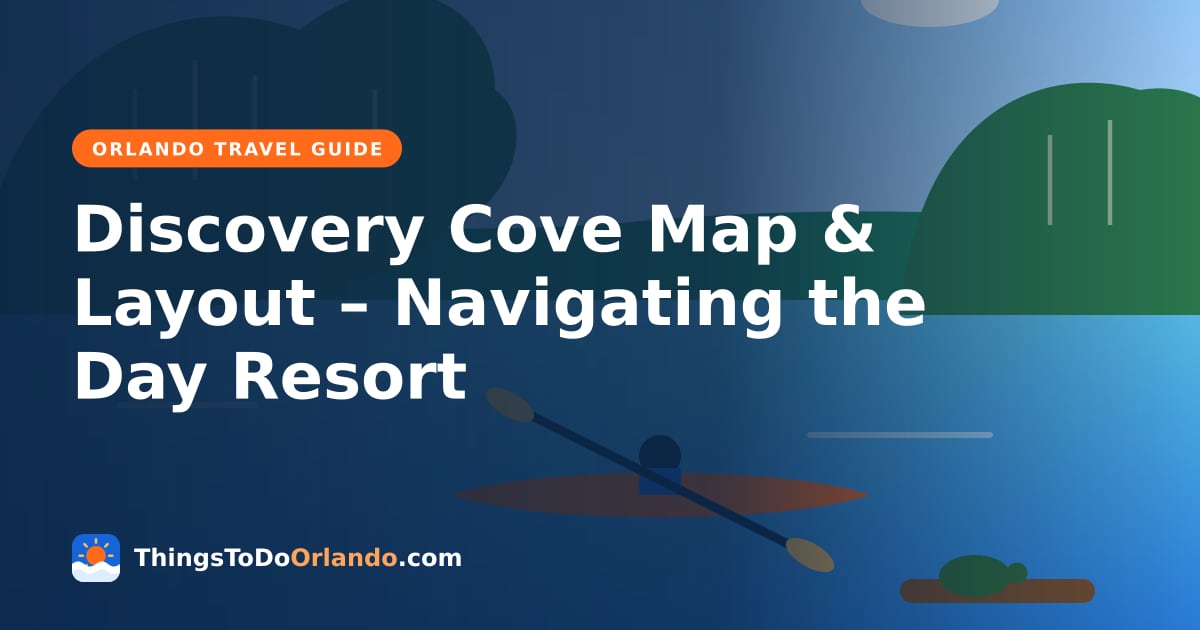 ORLANDO TRAVEL GUIDE
Discovery Cove Map &
Layout – Navigating the
Day Resort
ThingsToDoOrlando.com